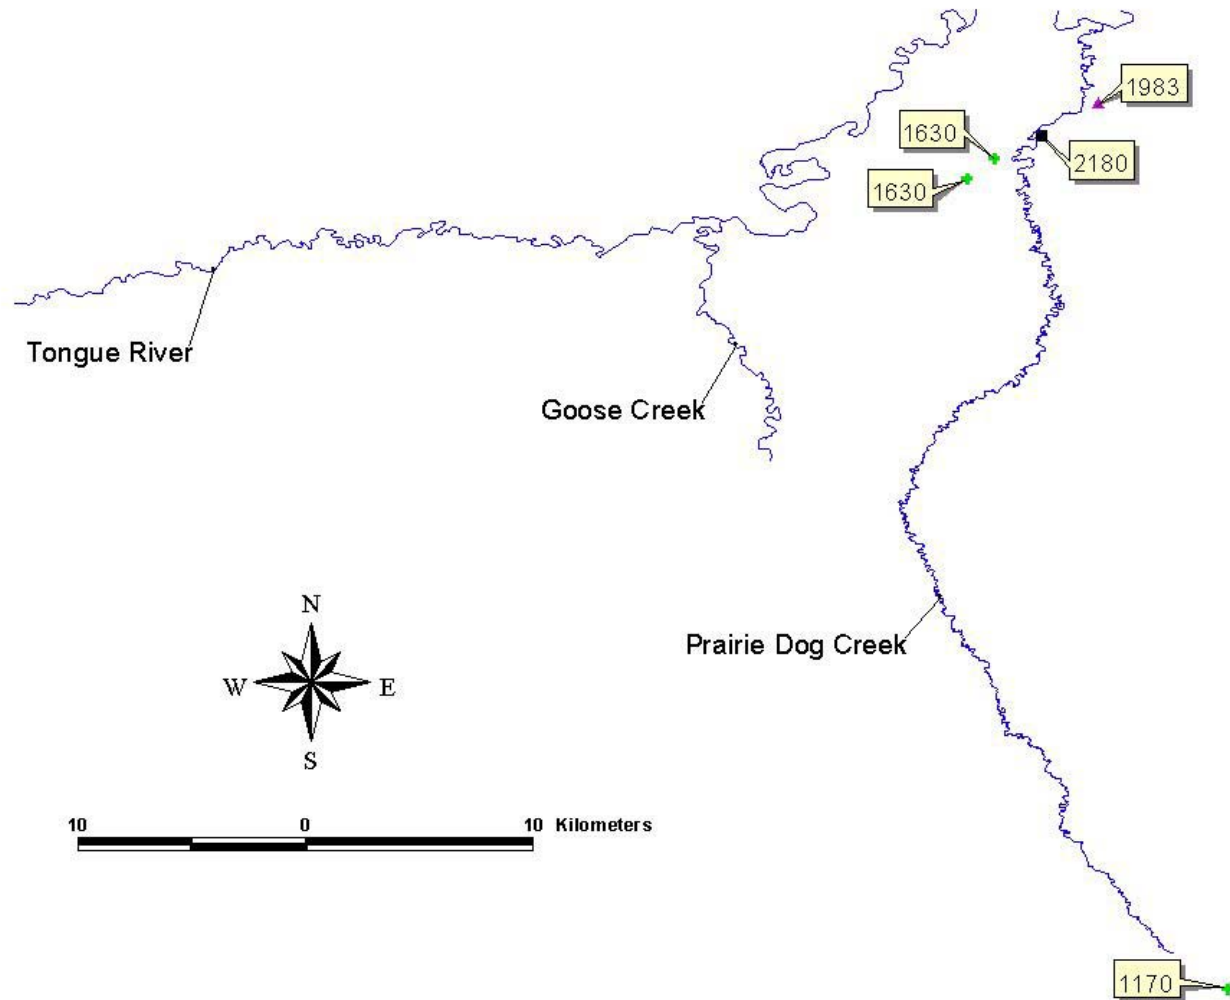 1983
1630
2180
1630
Tongue River
Goose Creek
Prairie Dog Creek
N
W E
S
10 0 10 Kilometers
1170